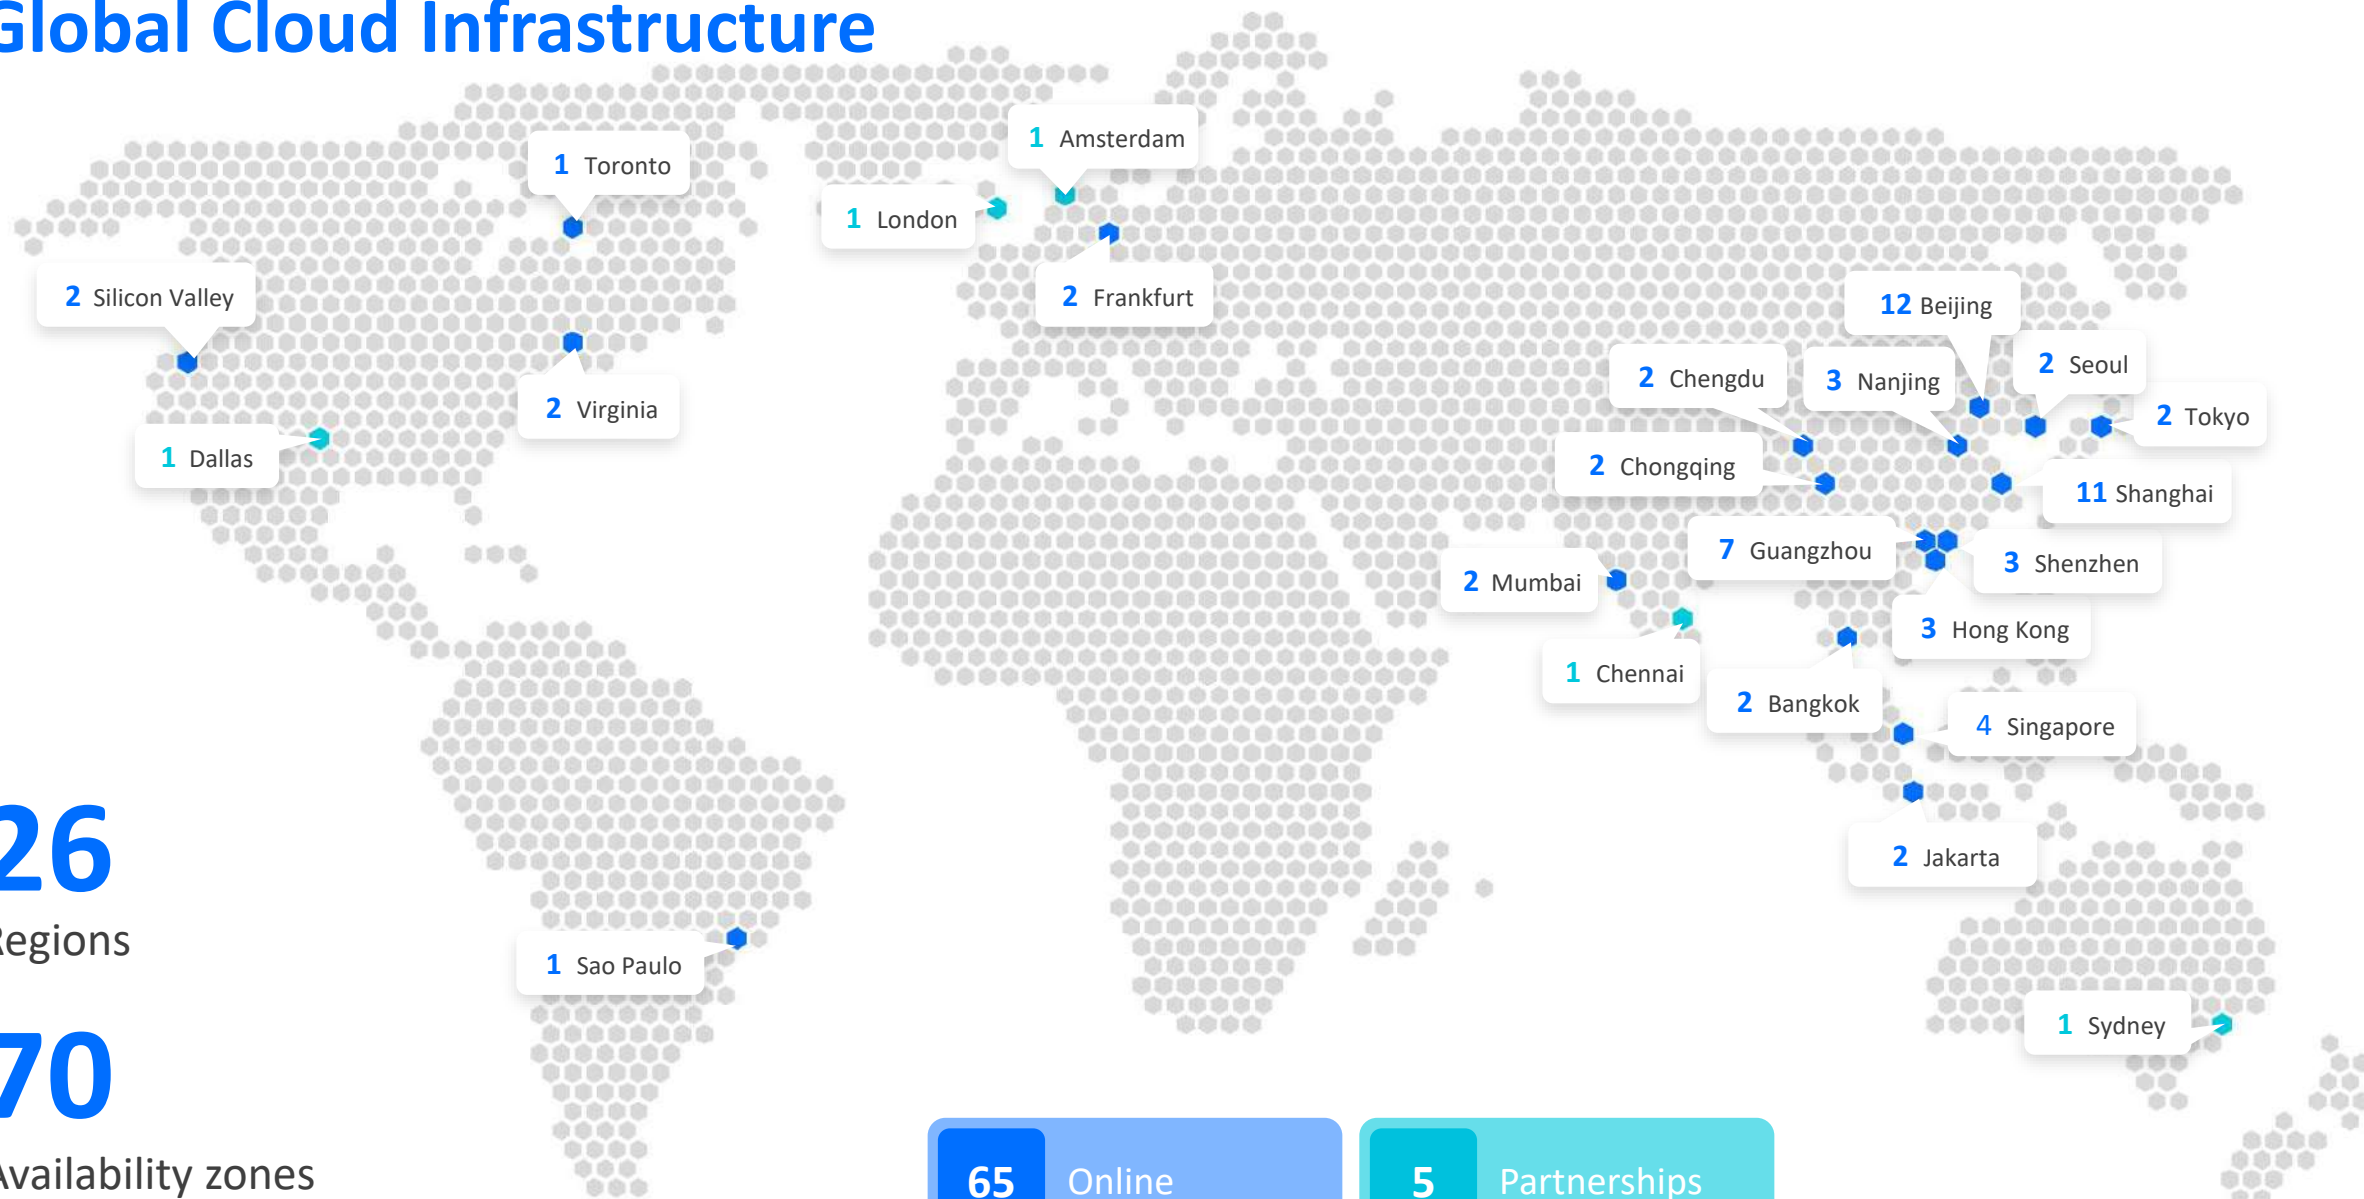 Global Cloud Infrastructure
1 Amsterdam
1 Toronto
1 London
2 Silicon Valley
2 Frankfurt
12 Beijing
2 Chengdu
3 Nanjing
2 Seoul
2 Virginia
2 Tokyo
1 Dallas
2 Chongqing
11 Shanghai
7 Guangzhou
3 Shenzhen
2 Mumbai
3 Hong Kong
1 Chennai
2 Bangkok
4 Singapore
26
Regions
2 Jakarta
1 Sao Paulo
1 Sydney
70
Availability zones
65 Online
5 Partnerships